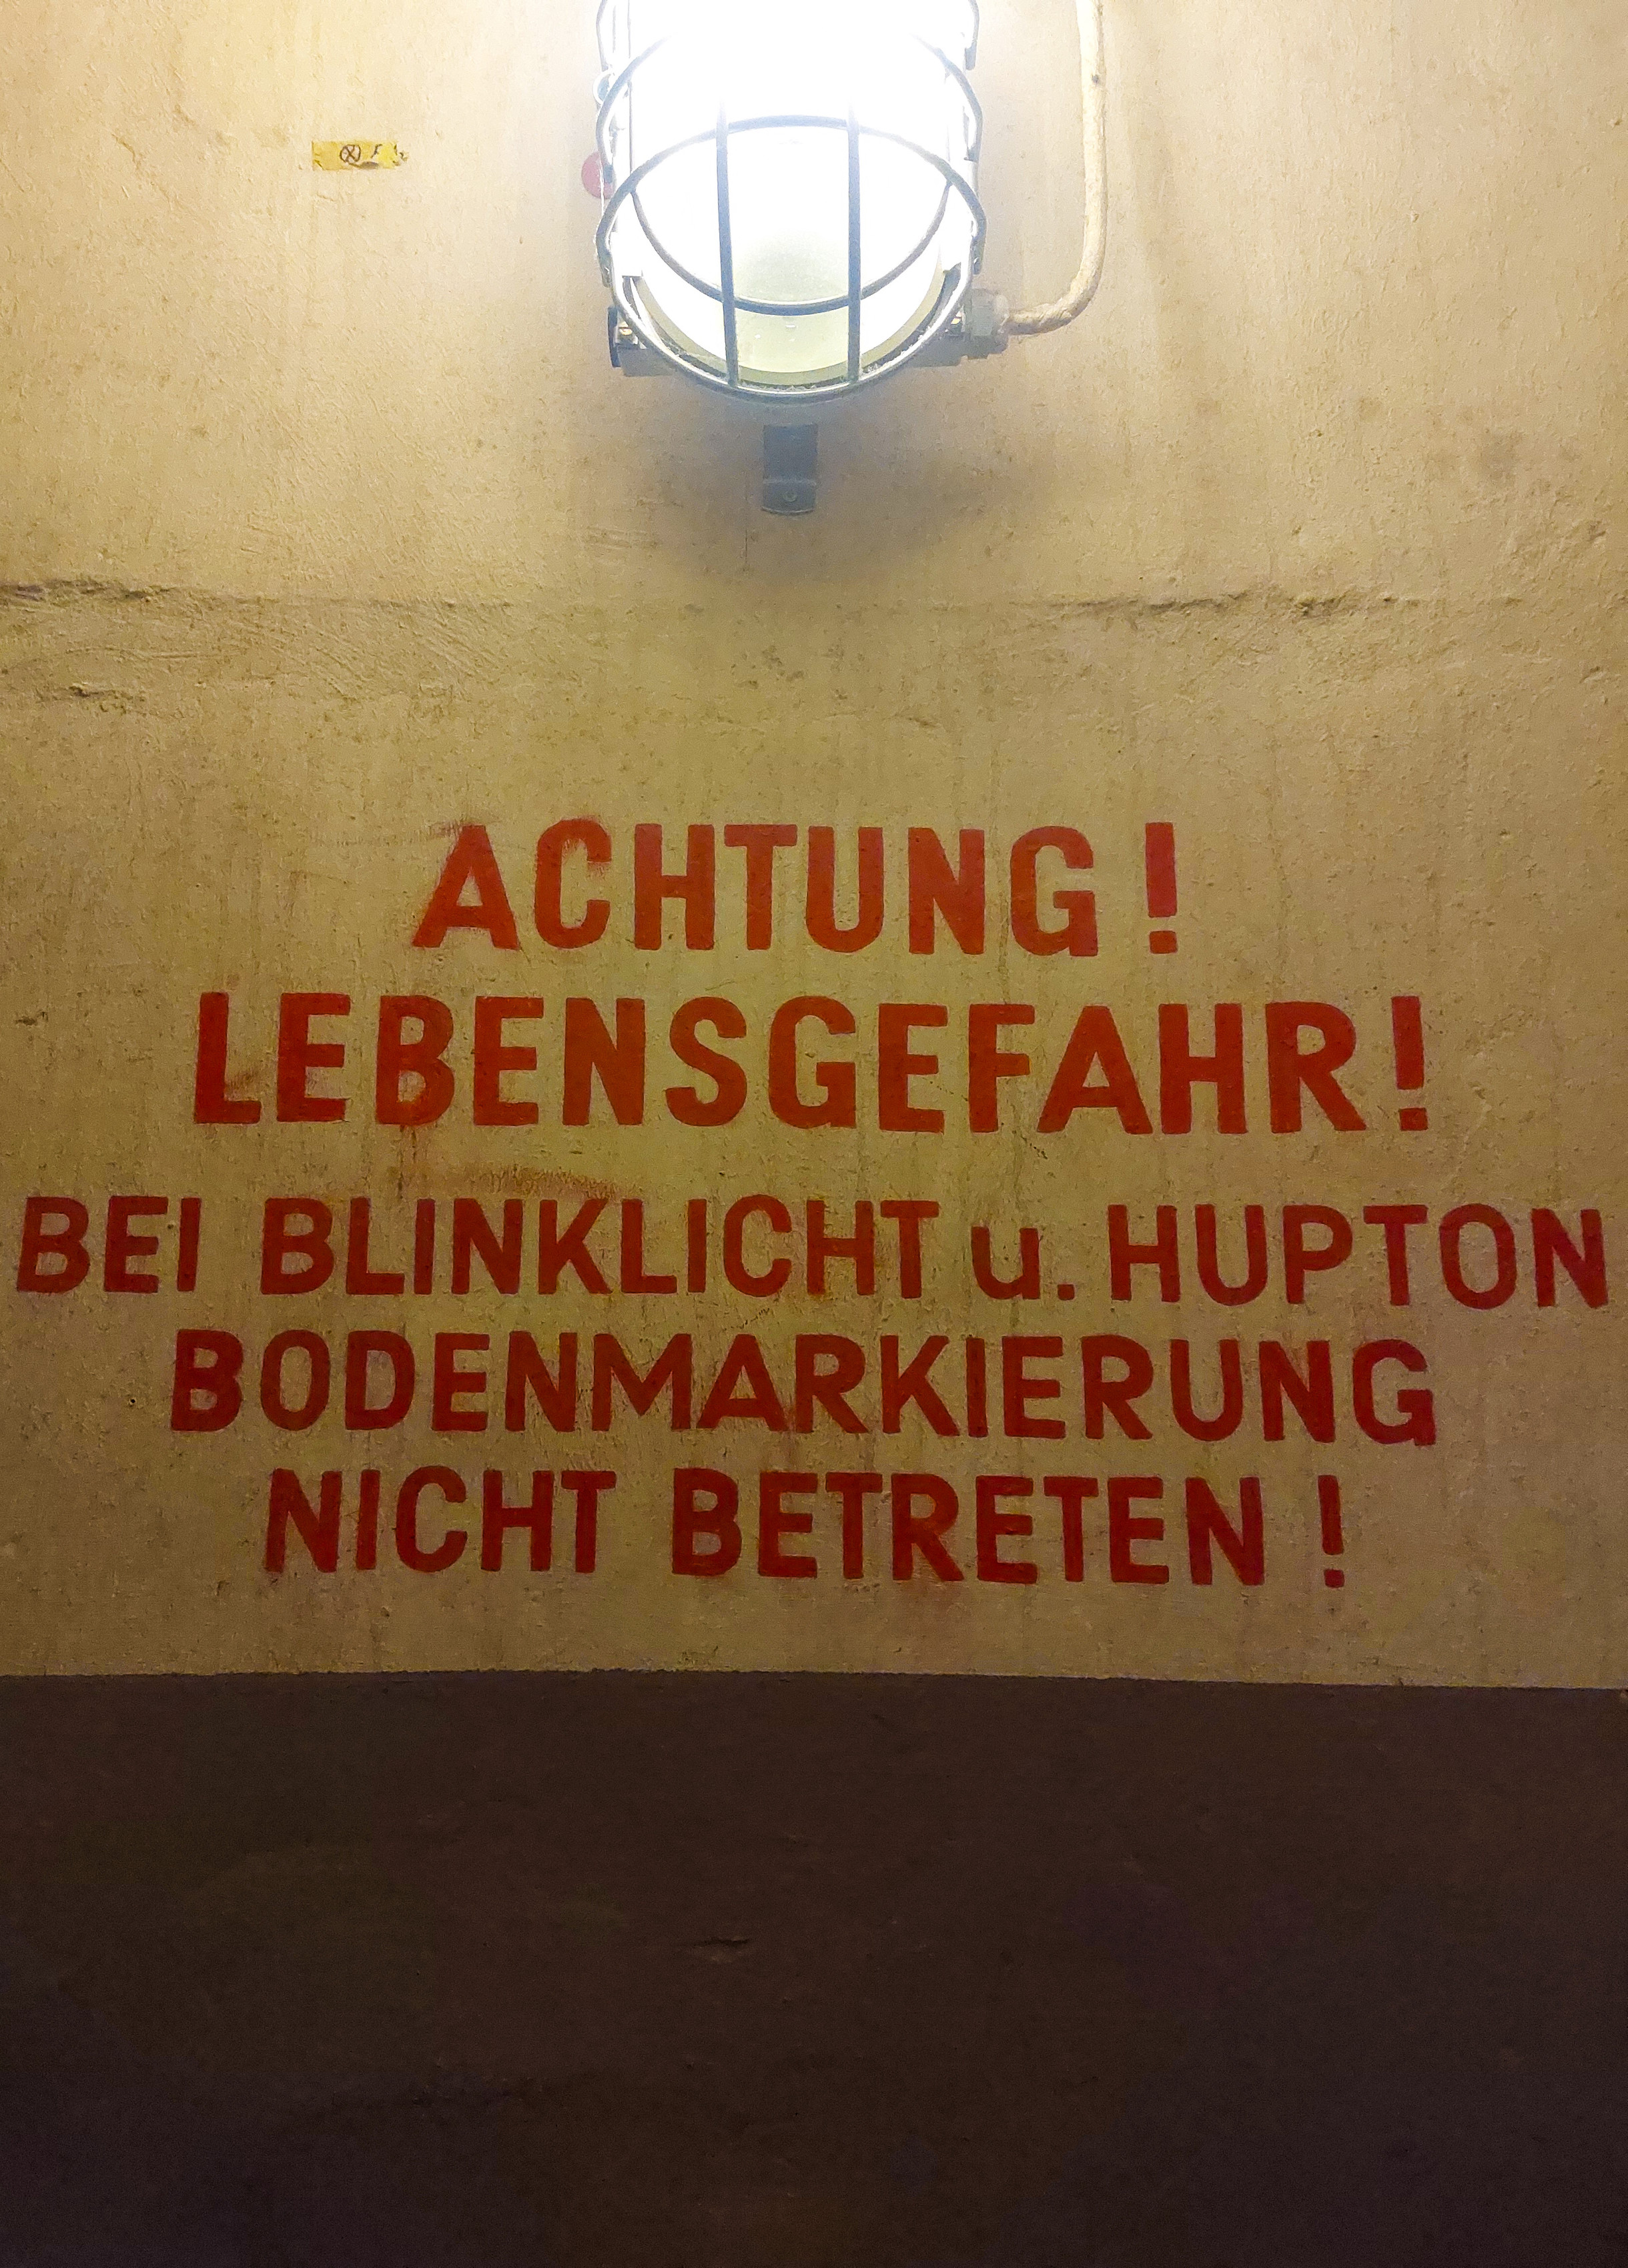 ACHTUNG!
LEBENSGEFAHR!
BEI BLINKLICHT u. HUPTON
BODENMARKIERUNG
NICHT BETRETEN!